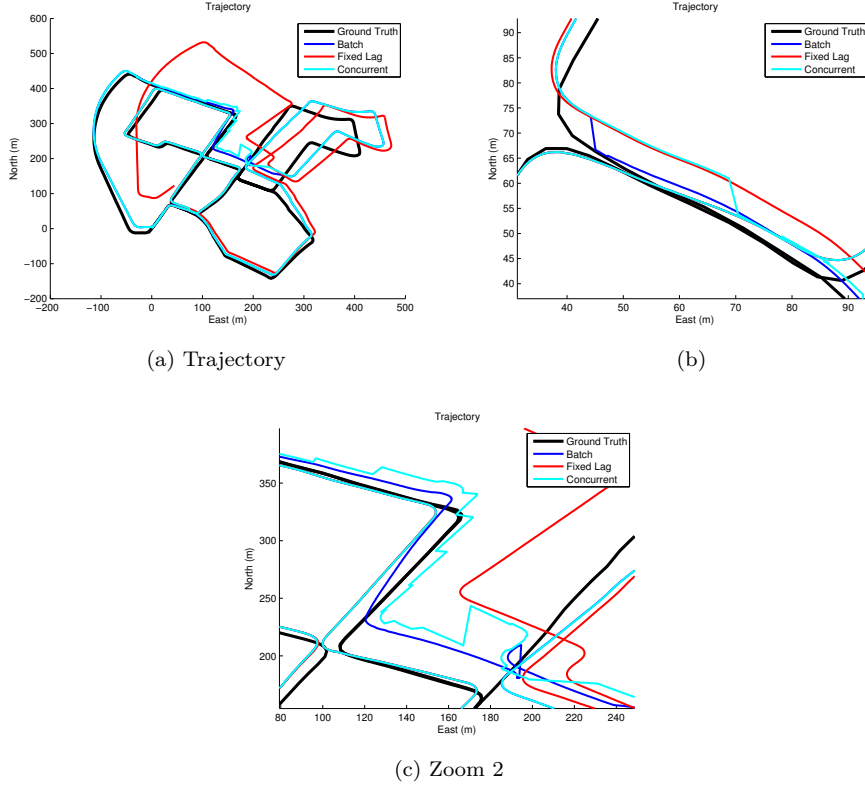 Trajectory
600
500
400
300
200
100
0
−100
−200
−200 −100 0 100 200 300 400 500
North (m)
East (m)
Ground Truth
Batch
Fixed Lag
Concurrent
(a) Trajectory
Trajectory
90
85
80
75
70
65
60
55
50
45
40
40 50 60 70 80 90
North (m)
East (m)
Ground Truth
Batch
Fixed Lag
Concurrent
(b)
Trajectory
350
300
250
200
80 100 120 140 160 180 200 220 240
North (m)
East (m)
Ground Truth
Batch
Fixed Lag
Concurrent
(c) Zoom 2